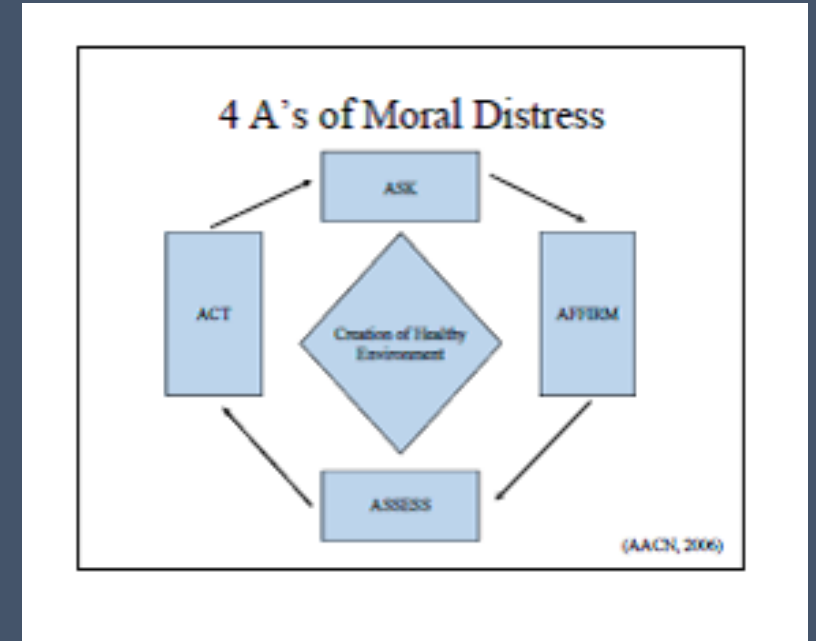 4 A's of Moral Distress
ASK
ACT
AFFIRM
Creation of Healthy
Environment
ASSESS
(AACN, 2006)